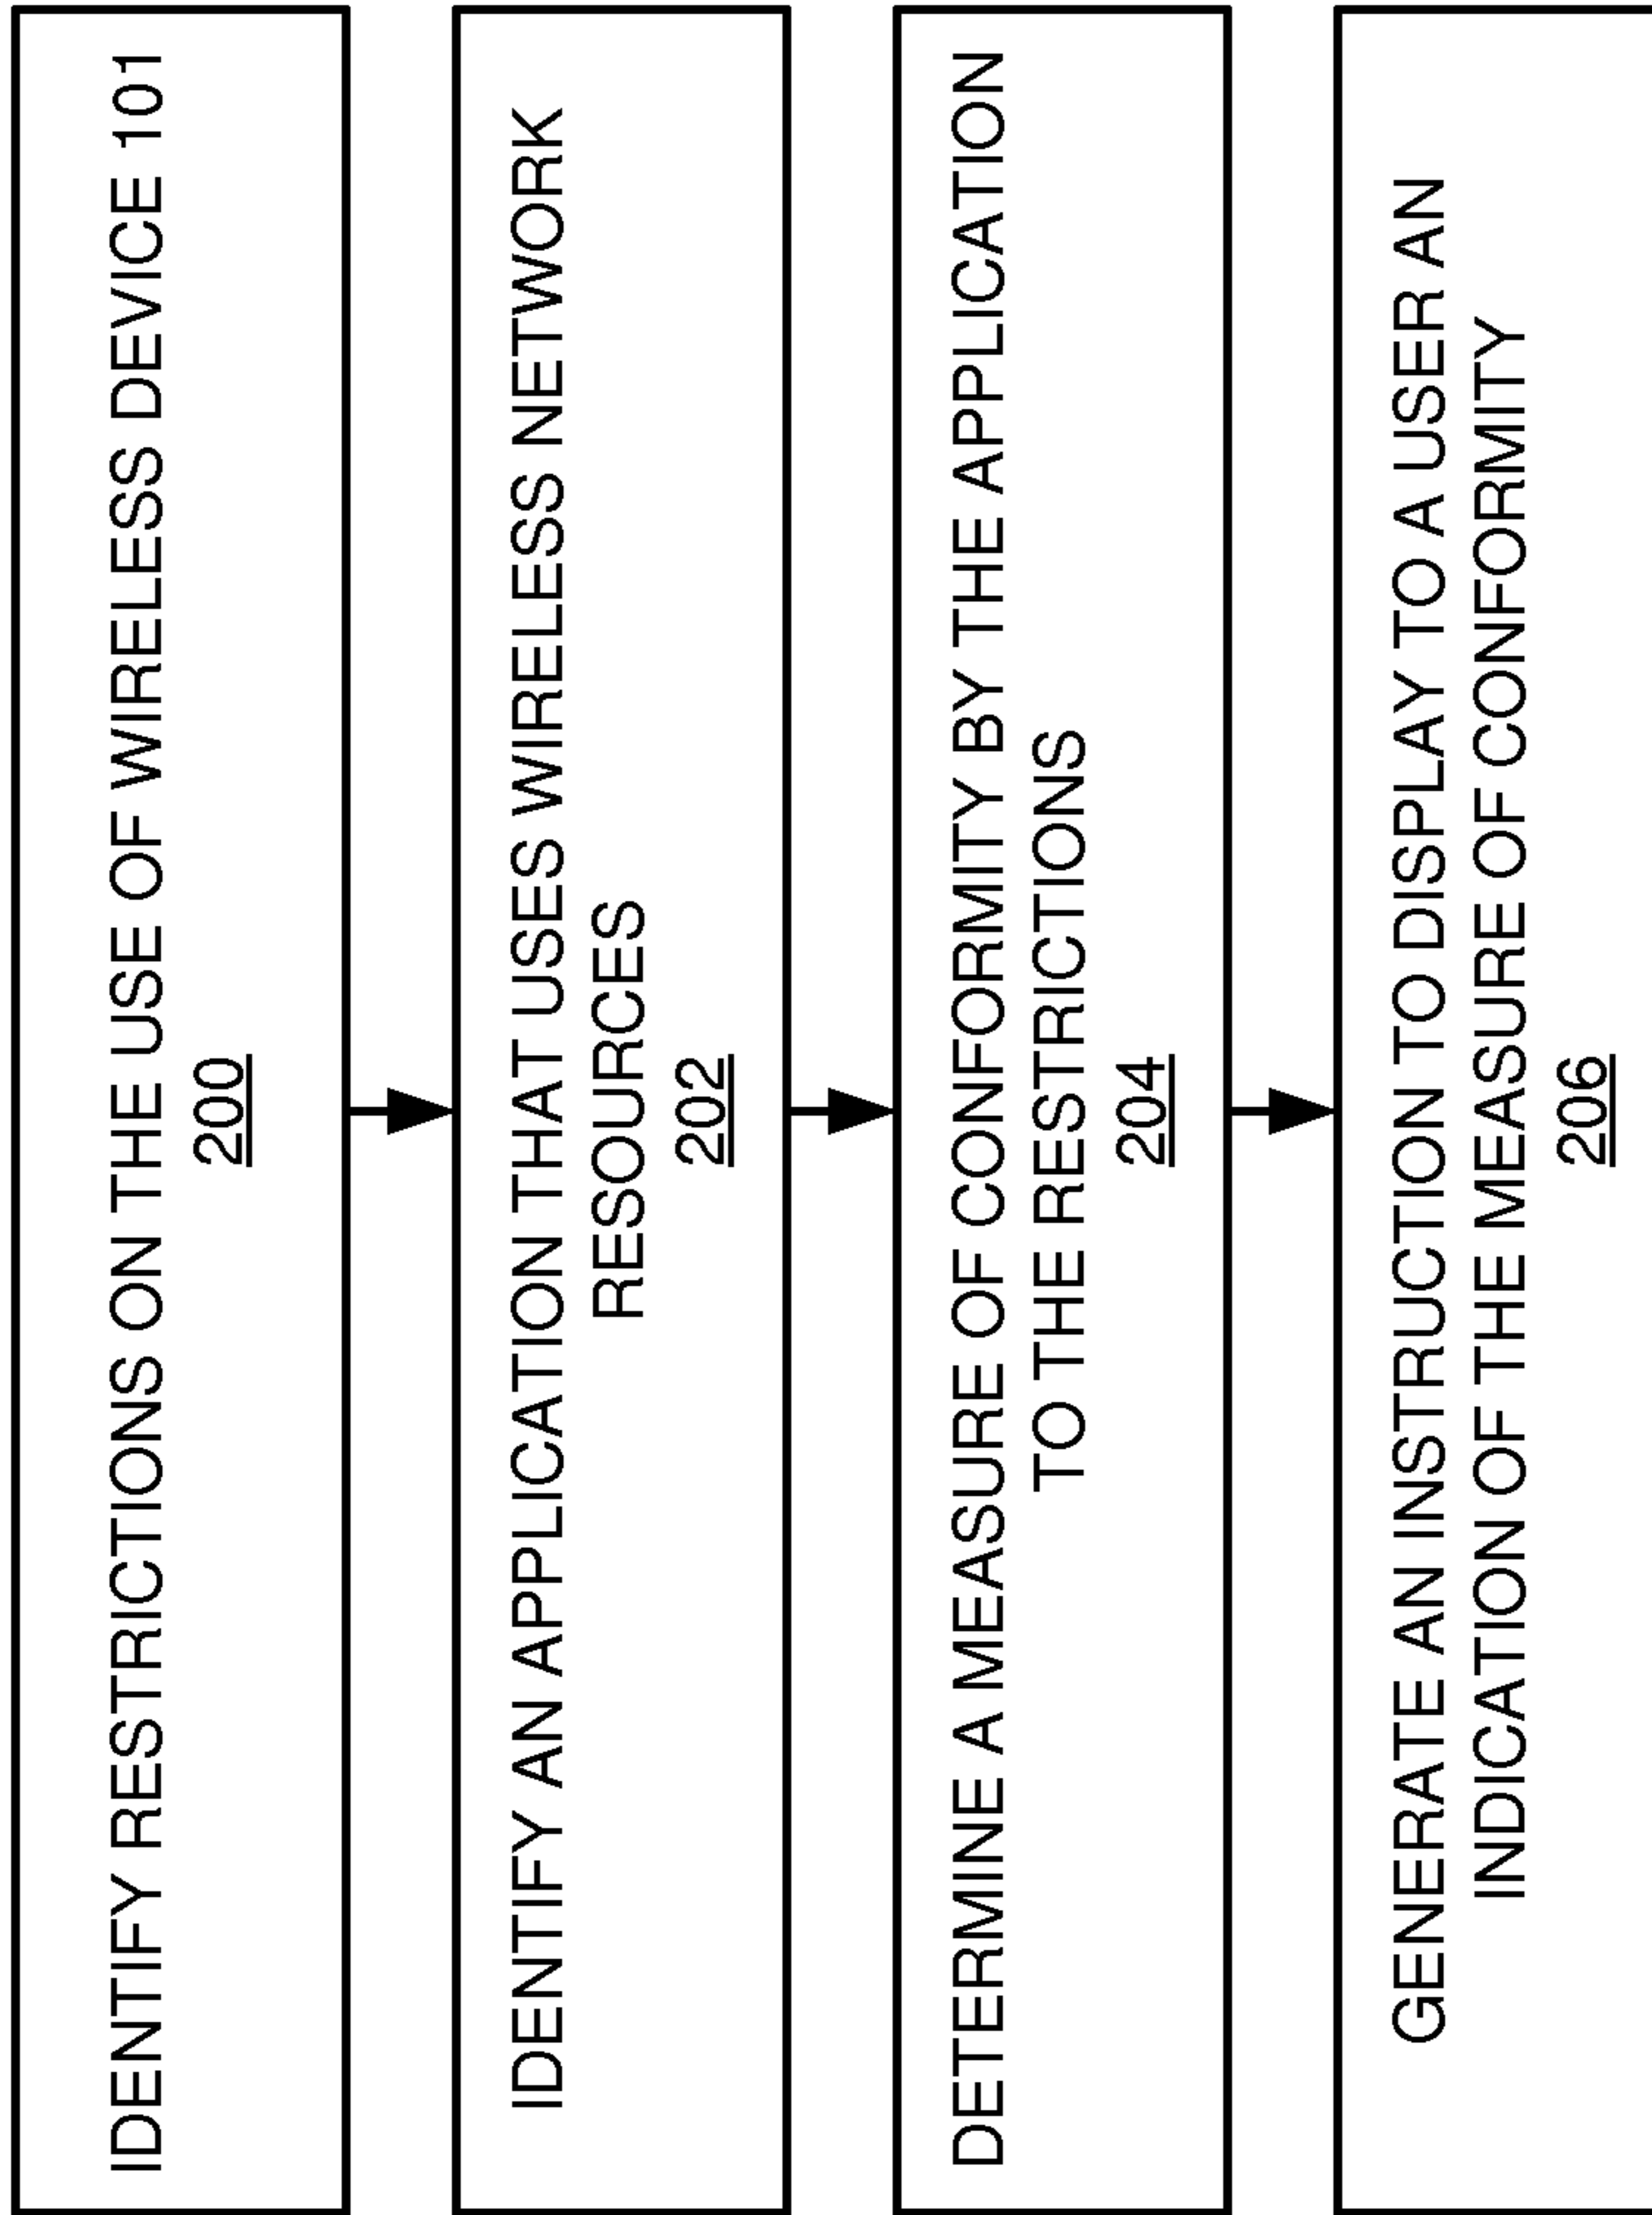 IDENTIFY RESTRICTIONS ON THE USE OF WIRELESS DEVICE 101
200
IDENTIFY AN APPLICATION THAT USES WIRELESS NETWORK
RESOURCES
202
DETERMINE A MEASURE OF CONFORMITY BY THE APPLICATION
TO THE RESTRICTIONS
204
GENERATE AN INSTRUCTION TO DISPLAY TO A USER AN
INDICATION OF THE MEASURE OF CONFORMITY
206